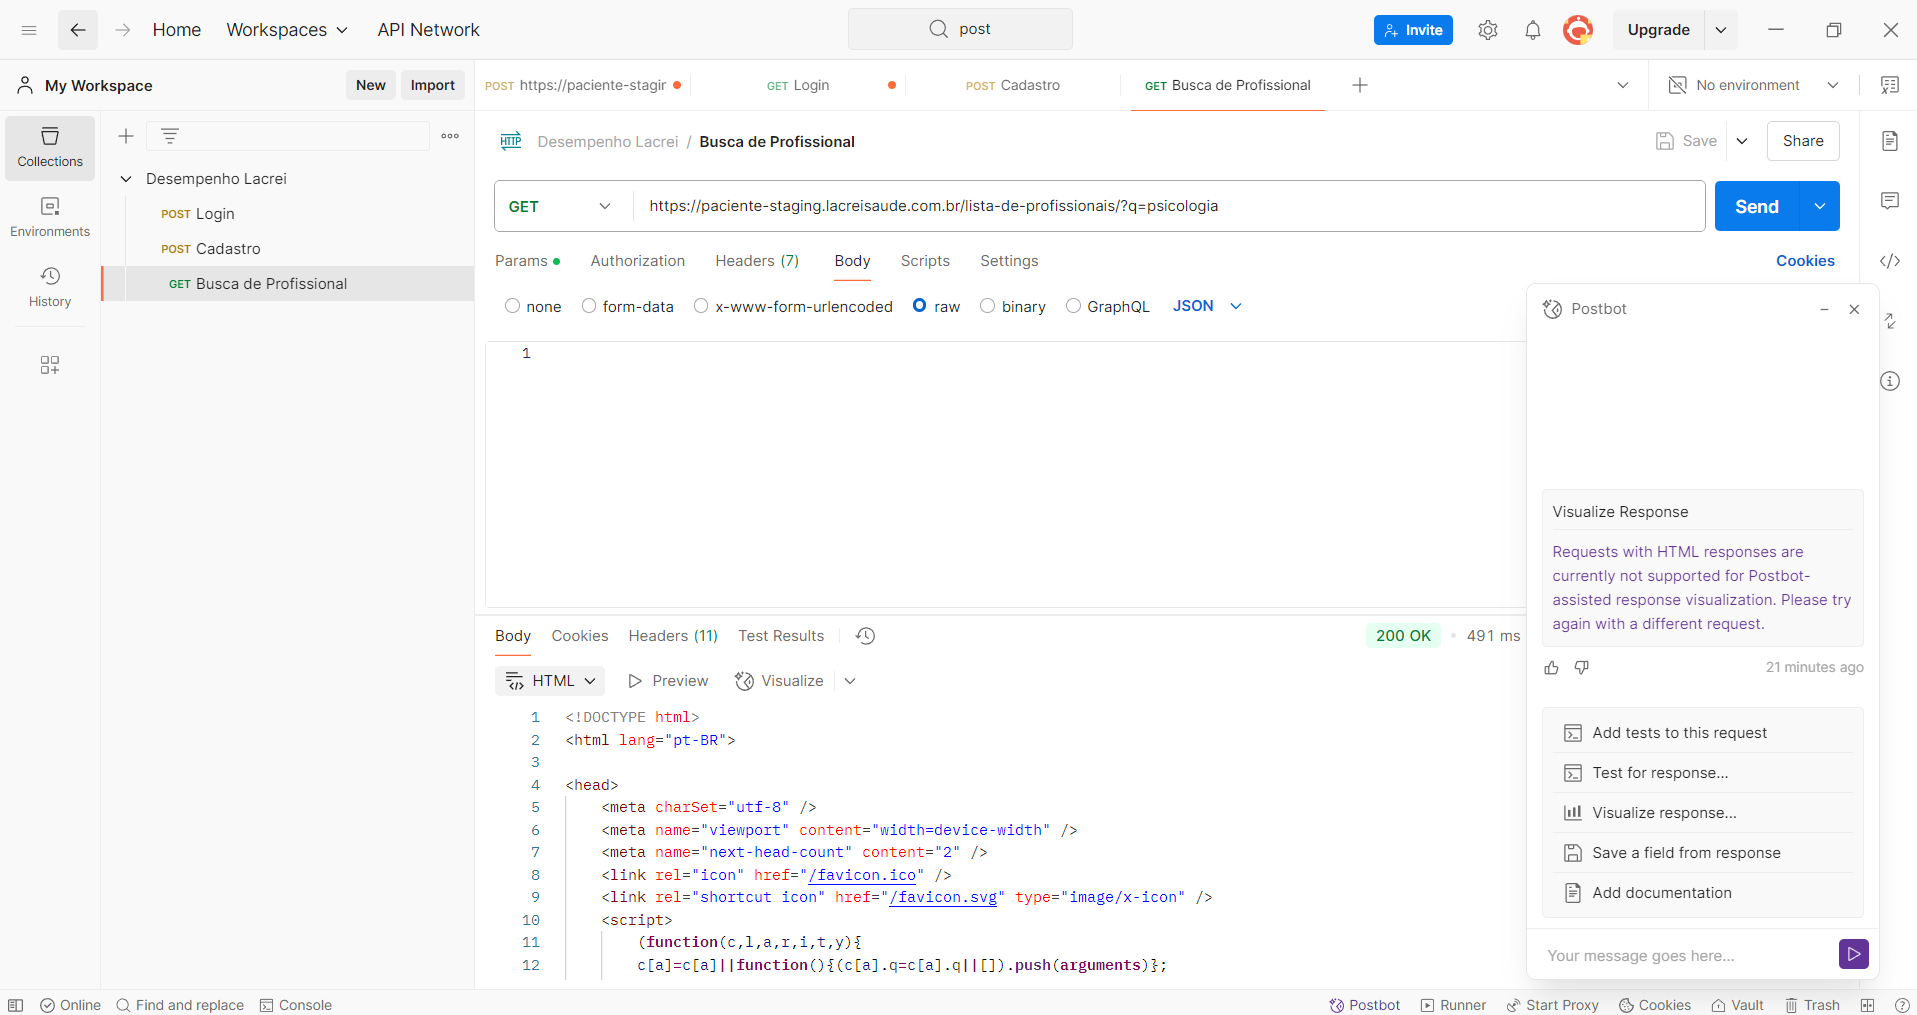 Home Workspaces API Network
post
Invite
Upgrade
My Workspace
New Import
POST https://paciente-stagir
GET Login
POST Cadastro
GET Busca de Profissional
No environment
Collections
Environments
History
Desempenho Lacrei
POST Login
POST Cadastro
GET Busca de Profissional
HTTP Desempenho Lacrei / Busca de Profissional
Save
Share
GET
https://paciente-staging.lacreisaude.com.br/lista-de-profissionais/?q=psicologia
Send
Params Authorization Headers (7) Body Scripts Settings
Cookies
none form-data x-www-form-urlencoded raw binary GraphQL JSON
1
Body Cookies Headers (11) Test Results
200 OK • 491 ms
HTML Preview Visualize
1 <!DOCTYPE html>
2 <html lang="pt-BR">
3
4 <head>
5 <meta charSet="utf-8" />
6 <meta name="viewport" content="width=device-width" />
7 <meta name="next-head-count" content="2" />
8 <link rel="icon" href="/favicon.ico" />
9 <link rel="shortcut icon" href="/favicon.svg" type="image/x-icon" />
10 <script>
11 (function(c,l,a,r,i,t,y){
12 c[a]=c[a]||function(){(c[a].q=c[a].q||[]).push(arguments)};
Postbot
Visualize Response
Requests with HTML responses are
currently not supported for Postbot-
assisted response visualization. Please try
again with a different request.
21 minutes ago
Add tests to this request
Test for response...
Visualize response...
Save a field from response
Add documentation
Your message goes here...
Online Find and replace Console
Postbot Runner Start Proxy Cookies Vault Trash